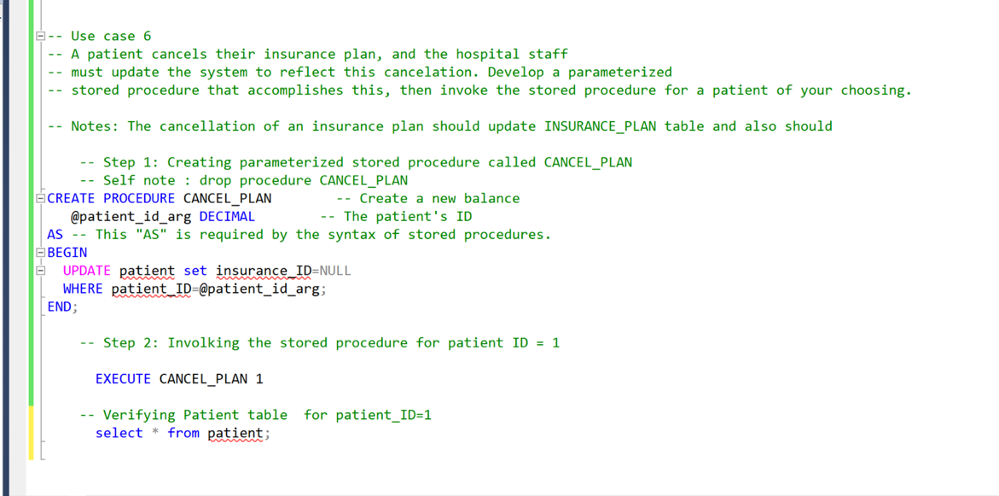 -- Use case 6
-- A patient cancels their insurance plan, and the hospital staff
-- must update the system to reflect this cancelation. Develop a parameterized
-- stored procedure that accomplishes this, then invoke the stored procedure for a patient of your choosing.
-- Notes: The cancellation of an insurance plan should update INSURANCE_PLAN table and also should
-- Step 1: Creating parameterized stored procedure called CANCEL_PLAN
-- Self note : drop procedure CANCEL_PLAN
CREATE PROCEDURE CANCEL_PLAN        -- Create a new balance
@patient_id_arg DECIMAL        -- The patient's ID
AS -- This "AS" is required by the syntax of stored procedures.
BEGIN
UPDATE patient set insurance_ID=NULL
WHERE patient_ID=@patient_id_arg;
END;
-- Step 2: Involking the stored procedure for patient ID = 1
EXECUTE CANCEL_PLAN 1
-- Verifying Patient table  for patient_ID=1
select * from patient;